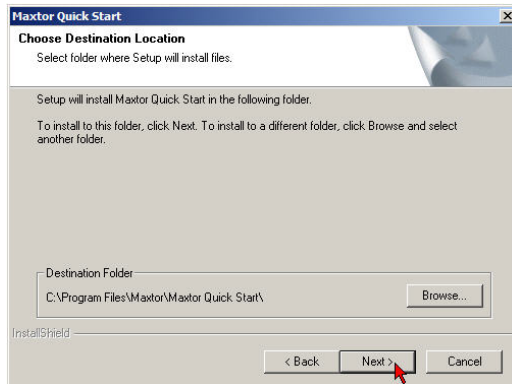 Maxtor Quick Start
Choose Destination Location
Select folder where Setup will install files.
Setup will install Maxtor Quick Start in the following folder.
To install to this folder, click Next. To install to a different folder, click Browse and select
another folder.
Destination Folder
C:\Program Files\Maxtor\Maxtor Quick Start\
Browse...
InstallShield
< Back
Next >
Cancel